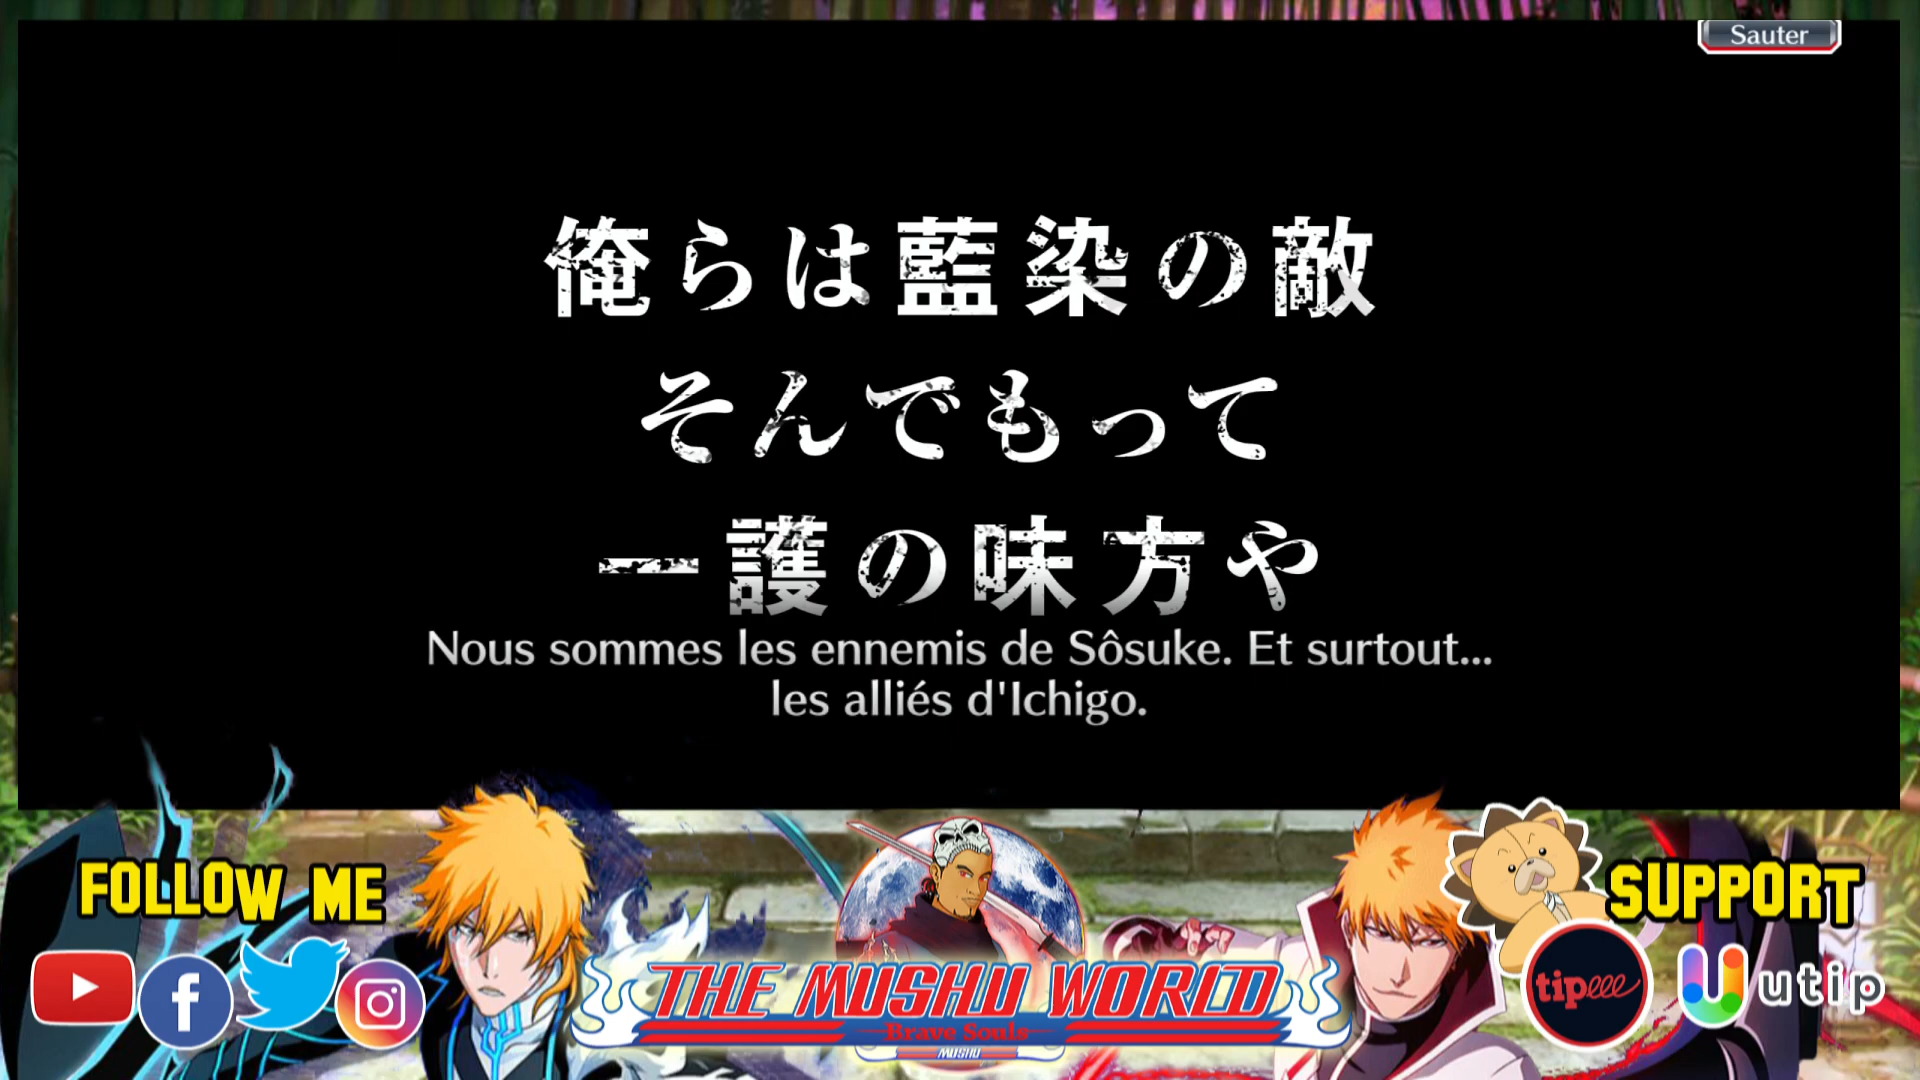 Sauter
俺らは藍染の敵
そんでもって
一護の味方や
Nous sommes les ennemis de Sôsuke. Et surtout...
les alliés d'Ichigo.
FOLLOW ME
SUPPORT
tipeee
utip
THE MUSHU WORLD
Brave Souls
MUSHU